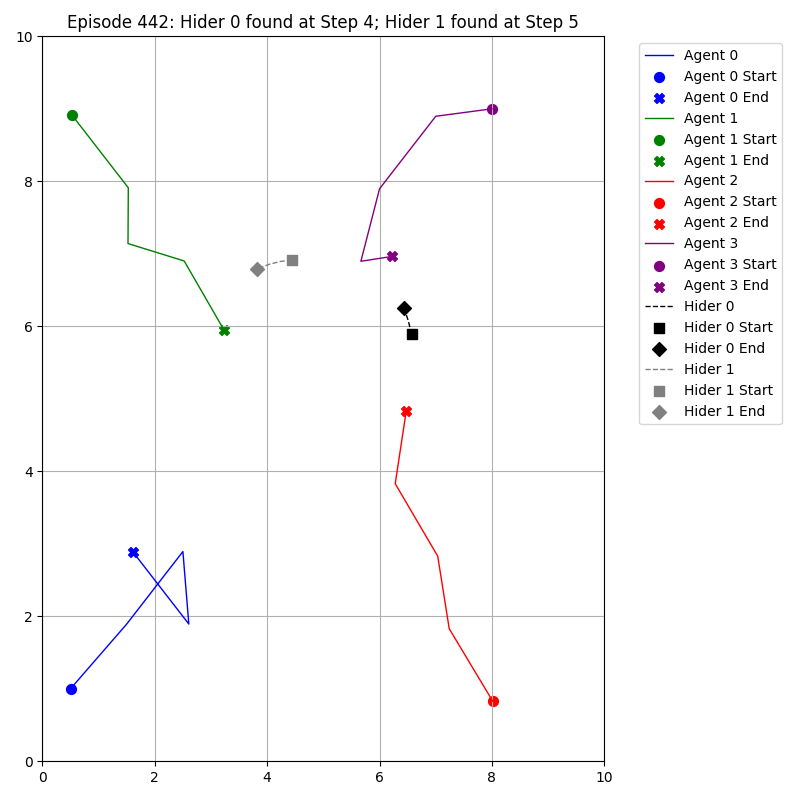 Episode 442: Hider 0 found at Step 4; Hider 1 found at Step 5
10
8
6
4
2
0
0 2 4 6 8 10
Agent 0
Agent 0 Start
Agent 0 End
Agent 1
Agent 1 Start
Agent 1 End
Agent 2
Agent 2 Start
Agent 2 End
Agent 3
Agent 3 Start
Agent 3 End
Hider 0
Hider 0 Start
Hider 0 End
Hider 1
Hider 1 Start
Hider 1 End